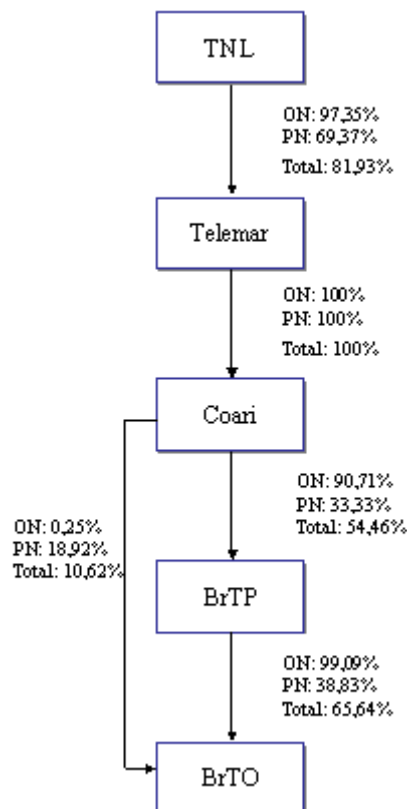 TNL
ON: 97,35%
PN: 69,37%
Total: 81,93%
Telemar
ON: 100%
PN: 100%
Total: 100%
Coari
ON: 90,71%
PN: 33,33%
Total: 54,46%
ON: 0,25%
PN: 18,92%
Total: 10,62%
BrTP
ON: 99,09%
PN: 38,83%
Total: 65,64%
BrTO